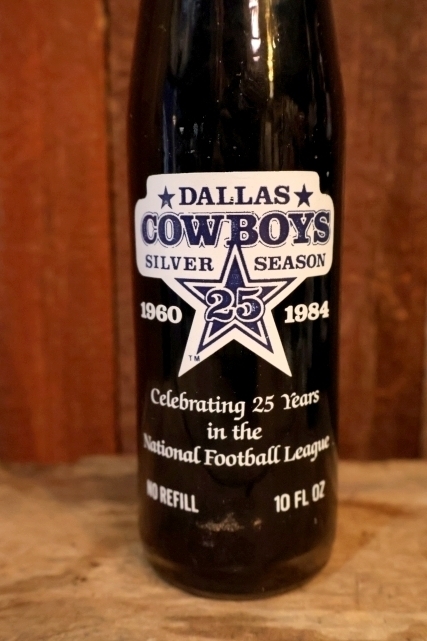 DALLAS
COWBOYS
SILVER SEASON
1960 25 1984
TM
Celebrating 25 Years
in the
National Football League
NO REFILL 10 FL OZ